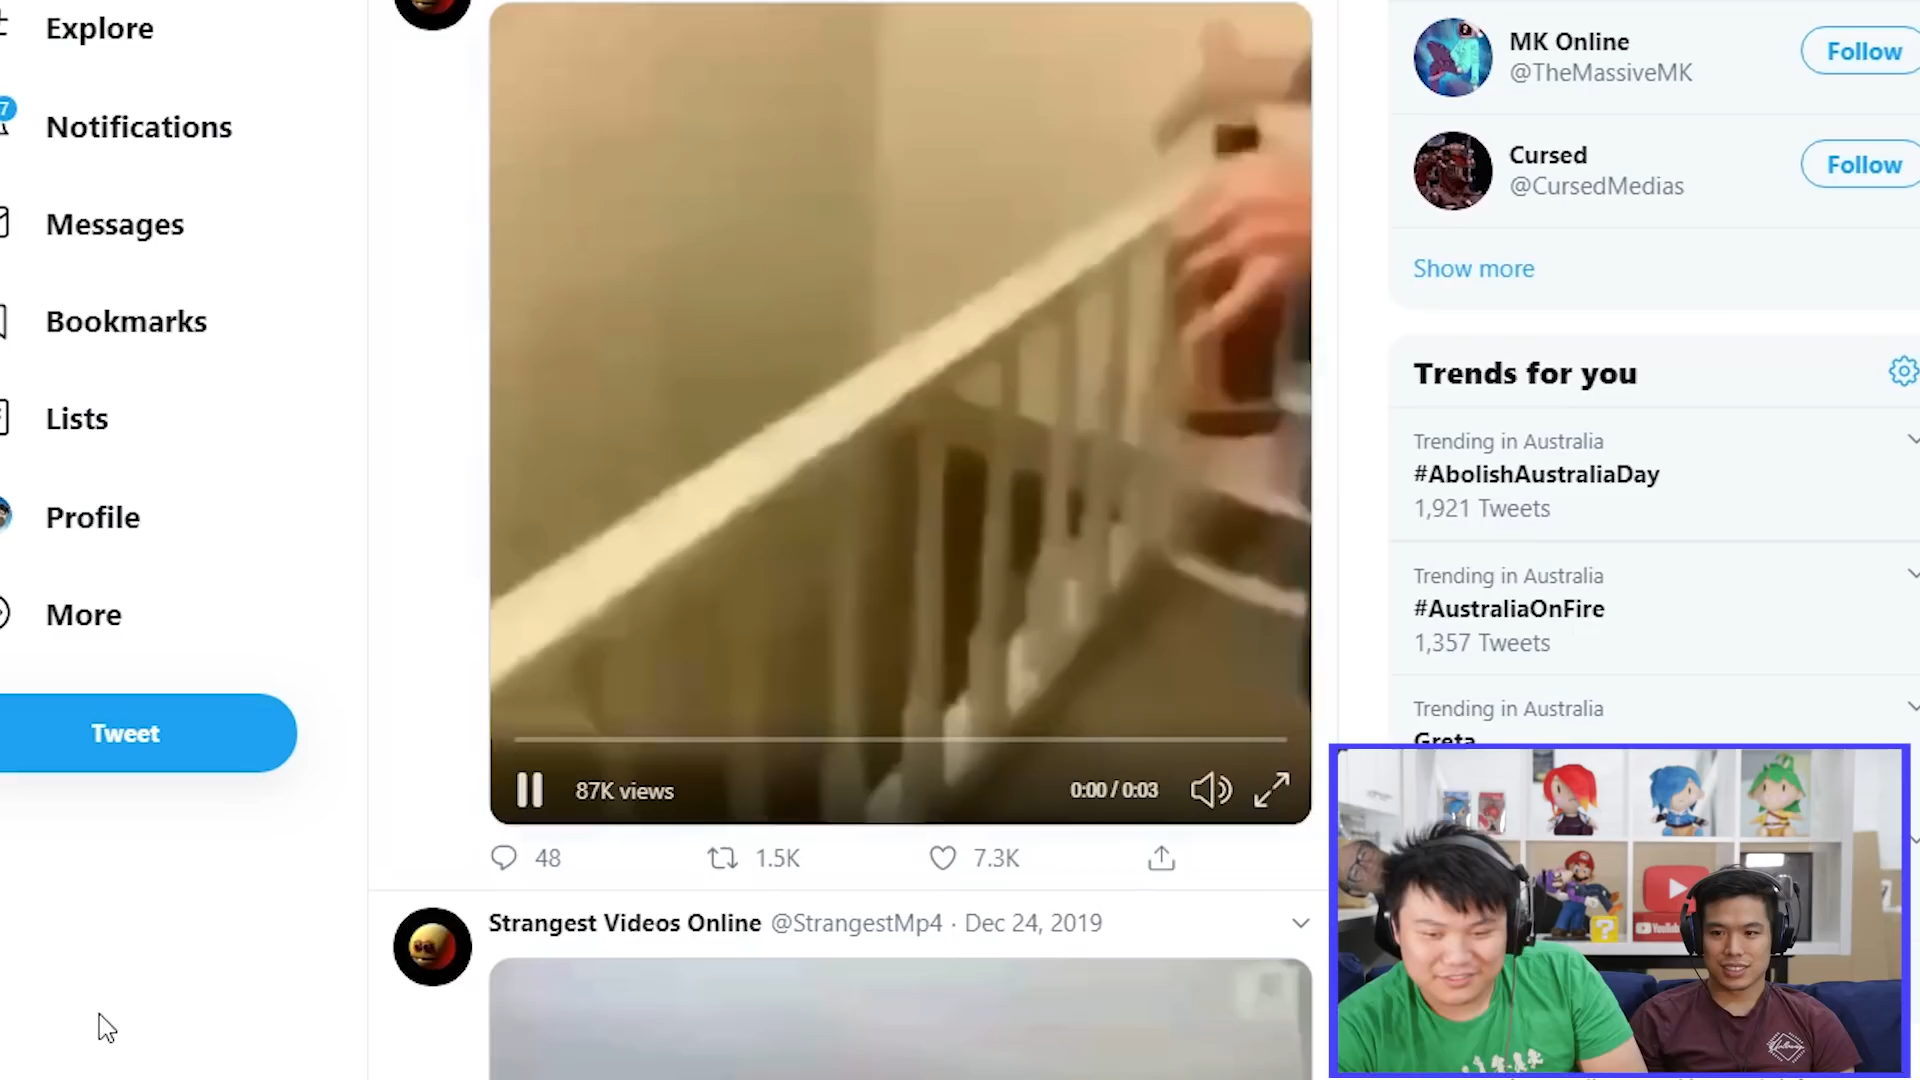 Explore
7
Notifications
Messages
Bookmarks
Lists
Profile
More
Tweet
87K views
0:00 / 0:03
48
1.5K
7.3K
Strangest Videos Online @StrangestMp4 · Dec 24, 2019
MK Online
@TheMassiveMK
Follow
Cursed
@CursedMedias
Follow
Show more
Trends for you
Trending in Australia
#AbolishAustraliaDay
1,921 Tweets
Trending in Australia
#AustraliaOnFire
1,357 Tweets
Trending in Australia
Greta